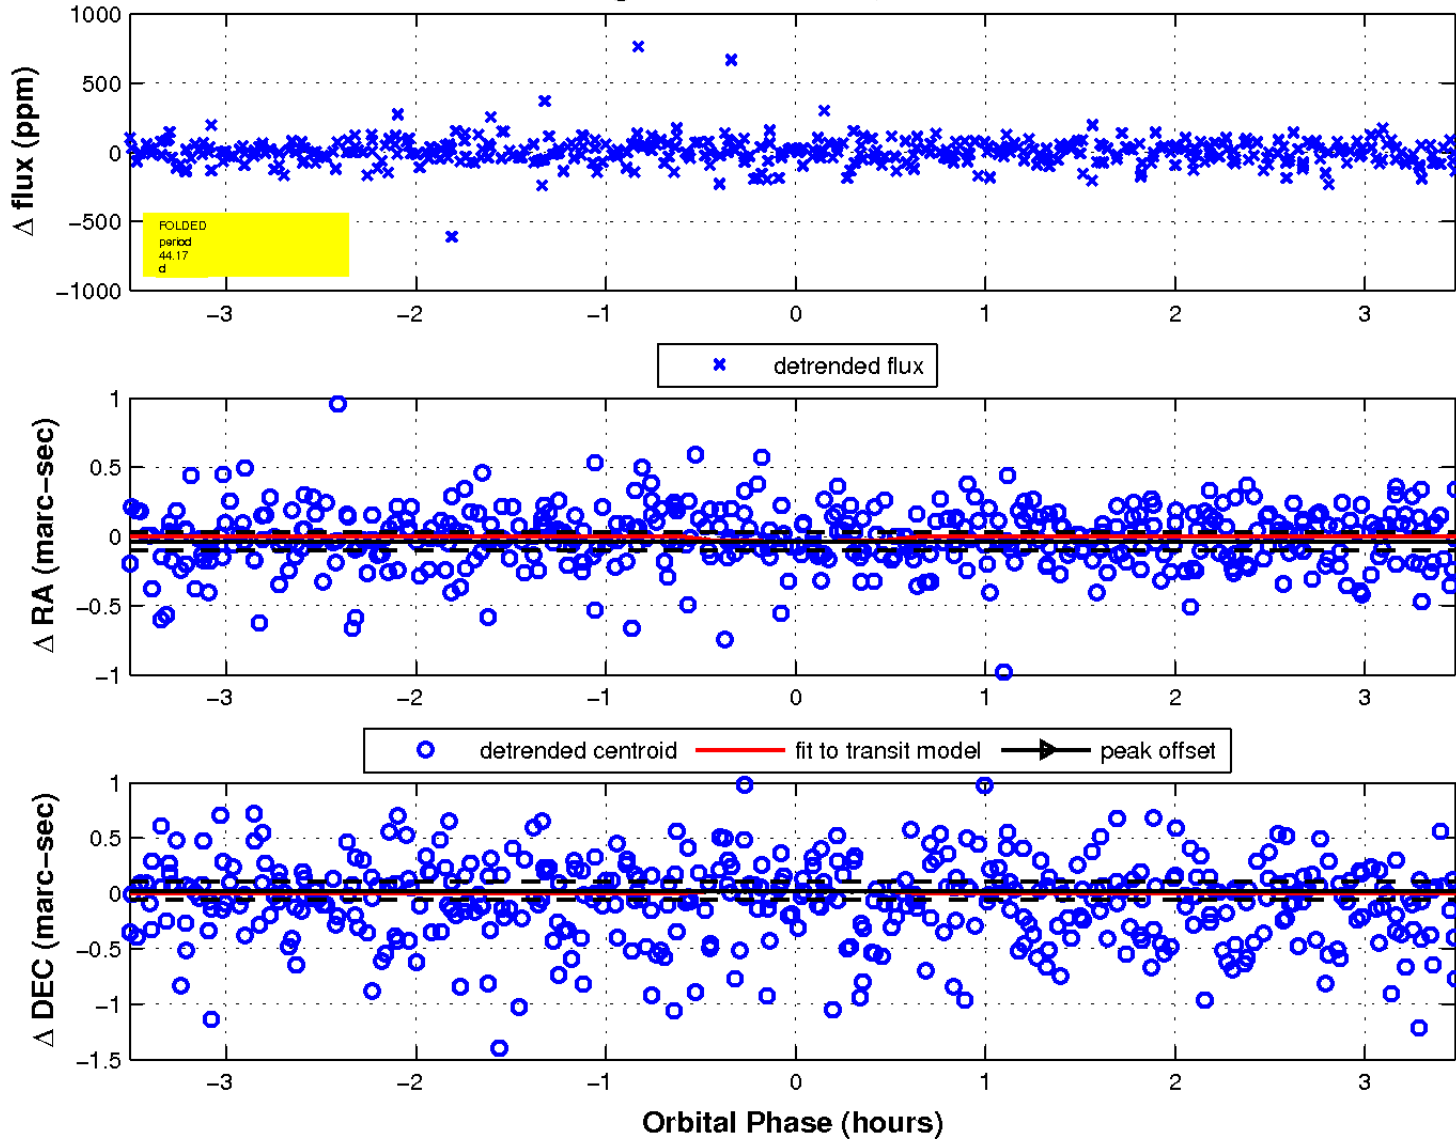 1000
500
0
−500
−1000
Δ flux (ppm)
FOLDED
period
44.17
d
−3 −2 −1 0 1 2 3
detrended flux
1
0.5
0
−0.5
−1
Δ RA (marc−sec)
−3 −2 −1 0 1 2 3
detrended centroid fit to transit model peak offset
1
0.5
0
−0.5
−1
−1.5
Δ DEC (marc−sec)
−3 −2 −1 0 1 2 3
Orbital Phase (hours)